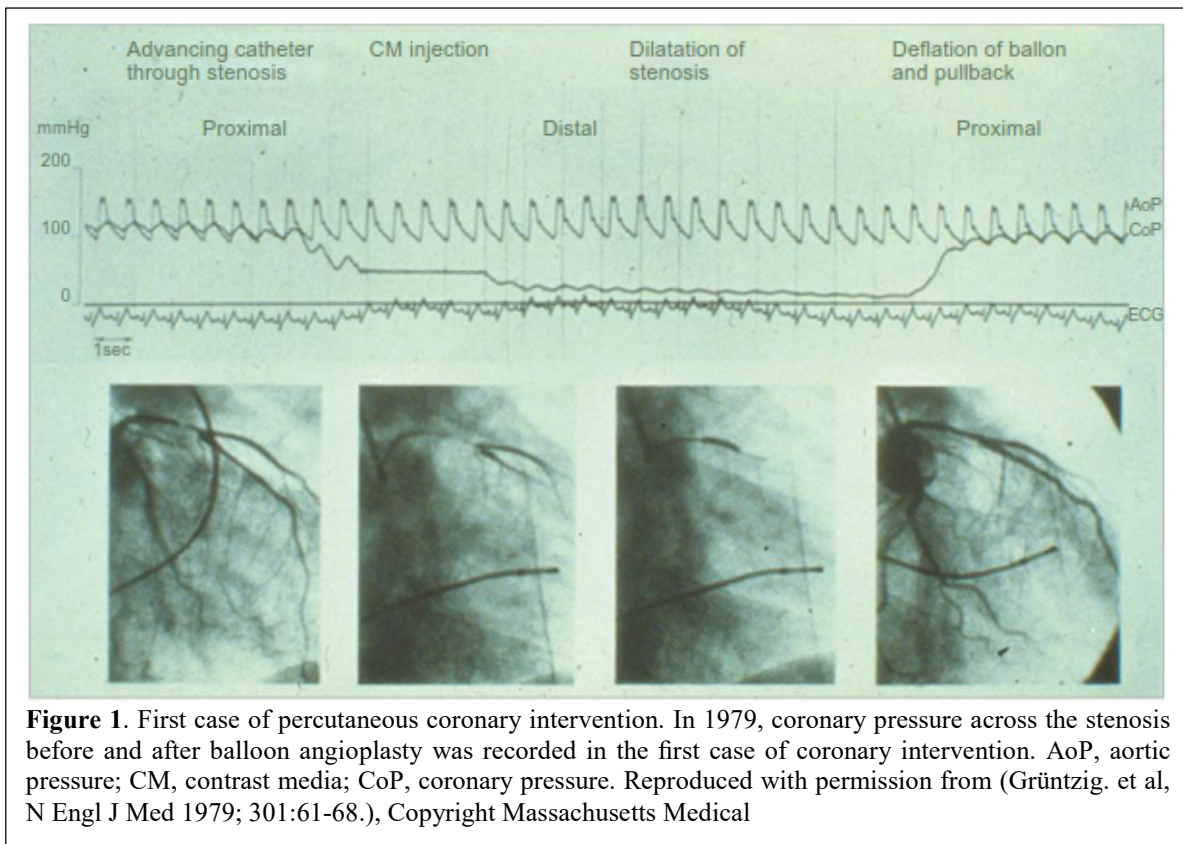 Advancing catheter through stenosis
CM injection
Dilatation of stenosis
Deflation of ballon and pullback
mmHg
Proximal
Distal
Proximal
200
100
0
AoP
CoP
ECG
1sec
Figure 1. First case of percutaneous coronary intervention. In 1979, coronary pressure across the stenosis
before and after balloon angioplasty was recorded in the first case of coronary intervention. AoP, aortic
pressure; CM, contrast media; CoP, coronary pressure. Reproduced with permission from (Grüntzig. et al,
N Engl J Med 1979; 301:61-68.), Copyright Massachusetts Medical